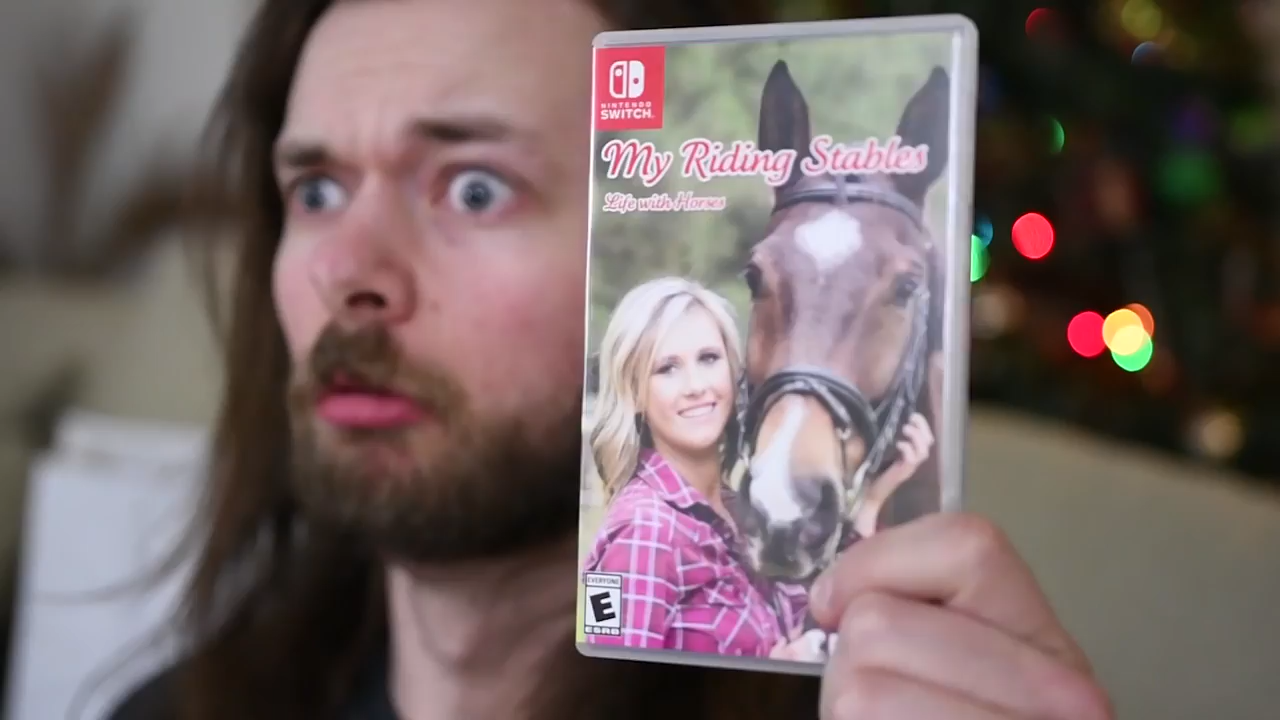 NINTENDO
SWITCH
My Riding Stables
Life with Horses
EVERYONE
E
ESRB